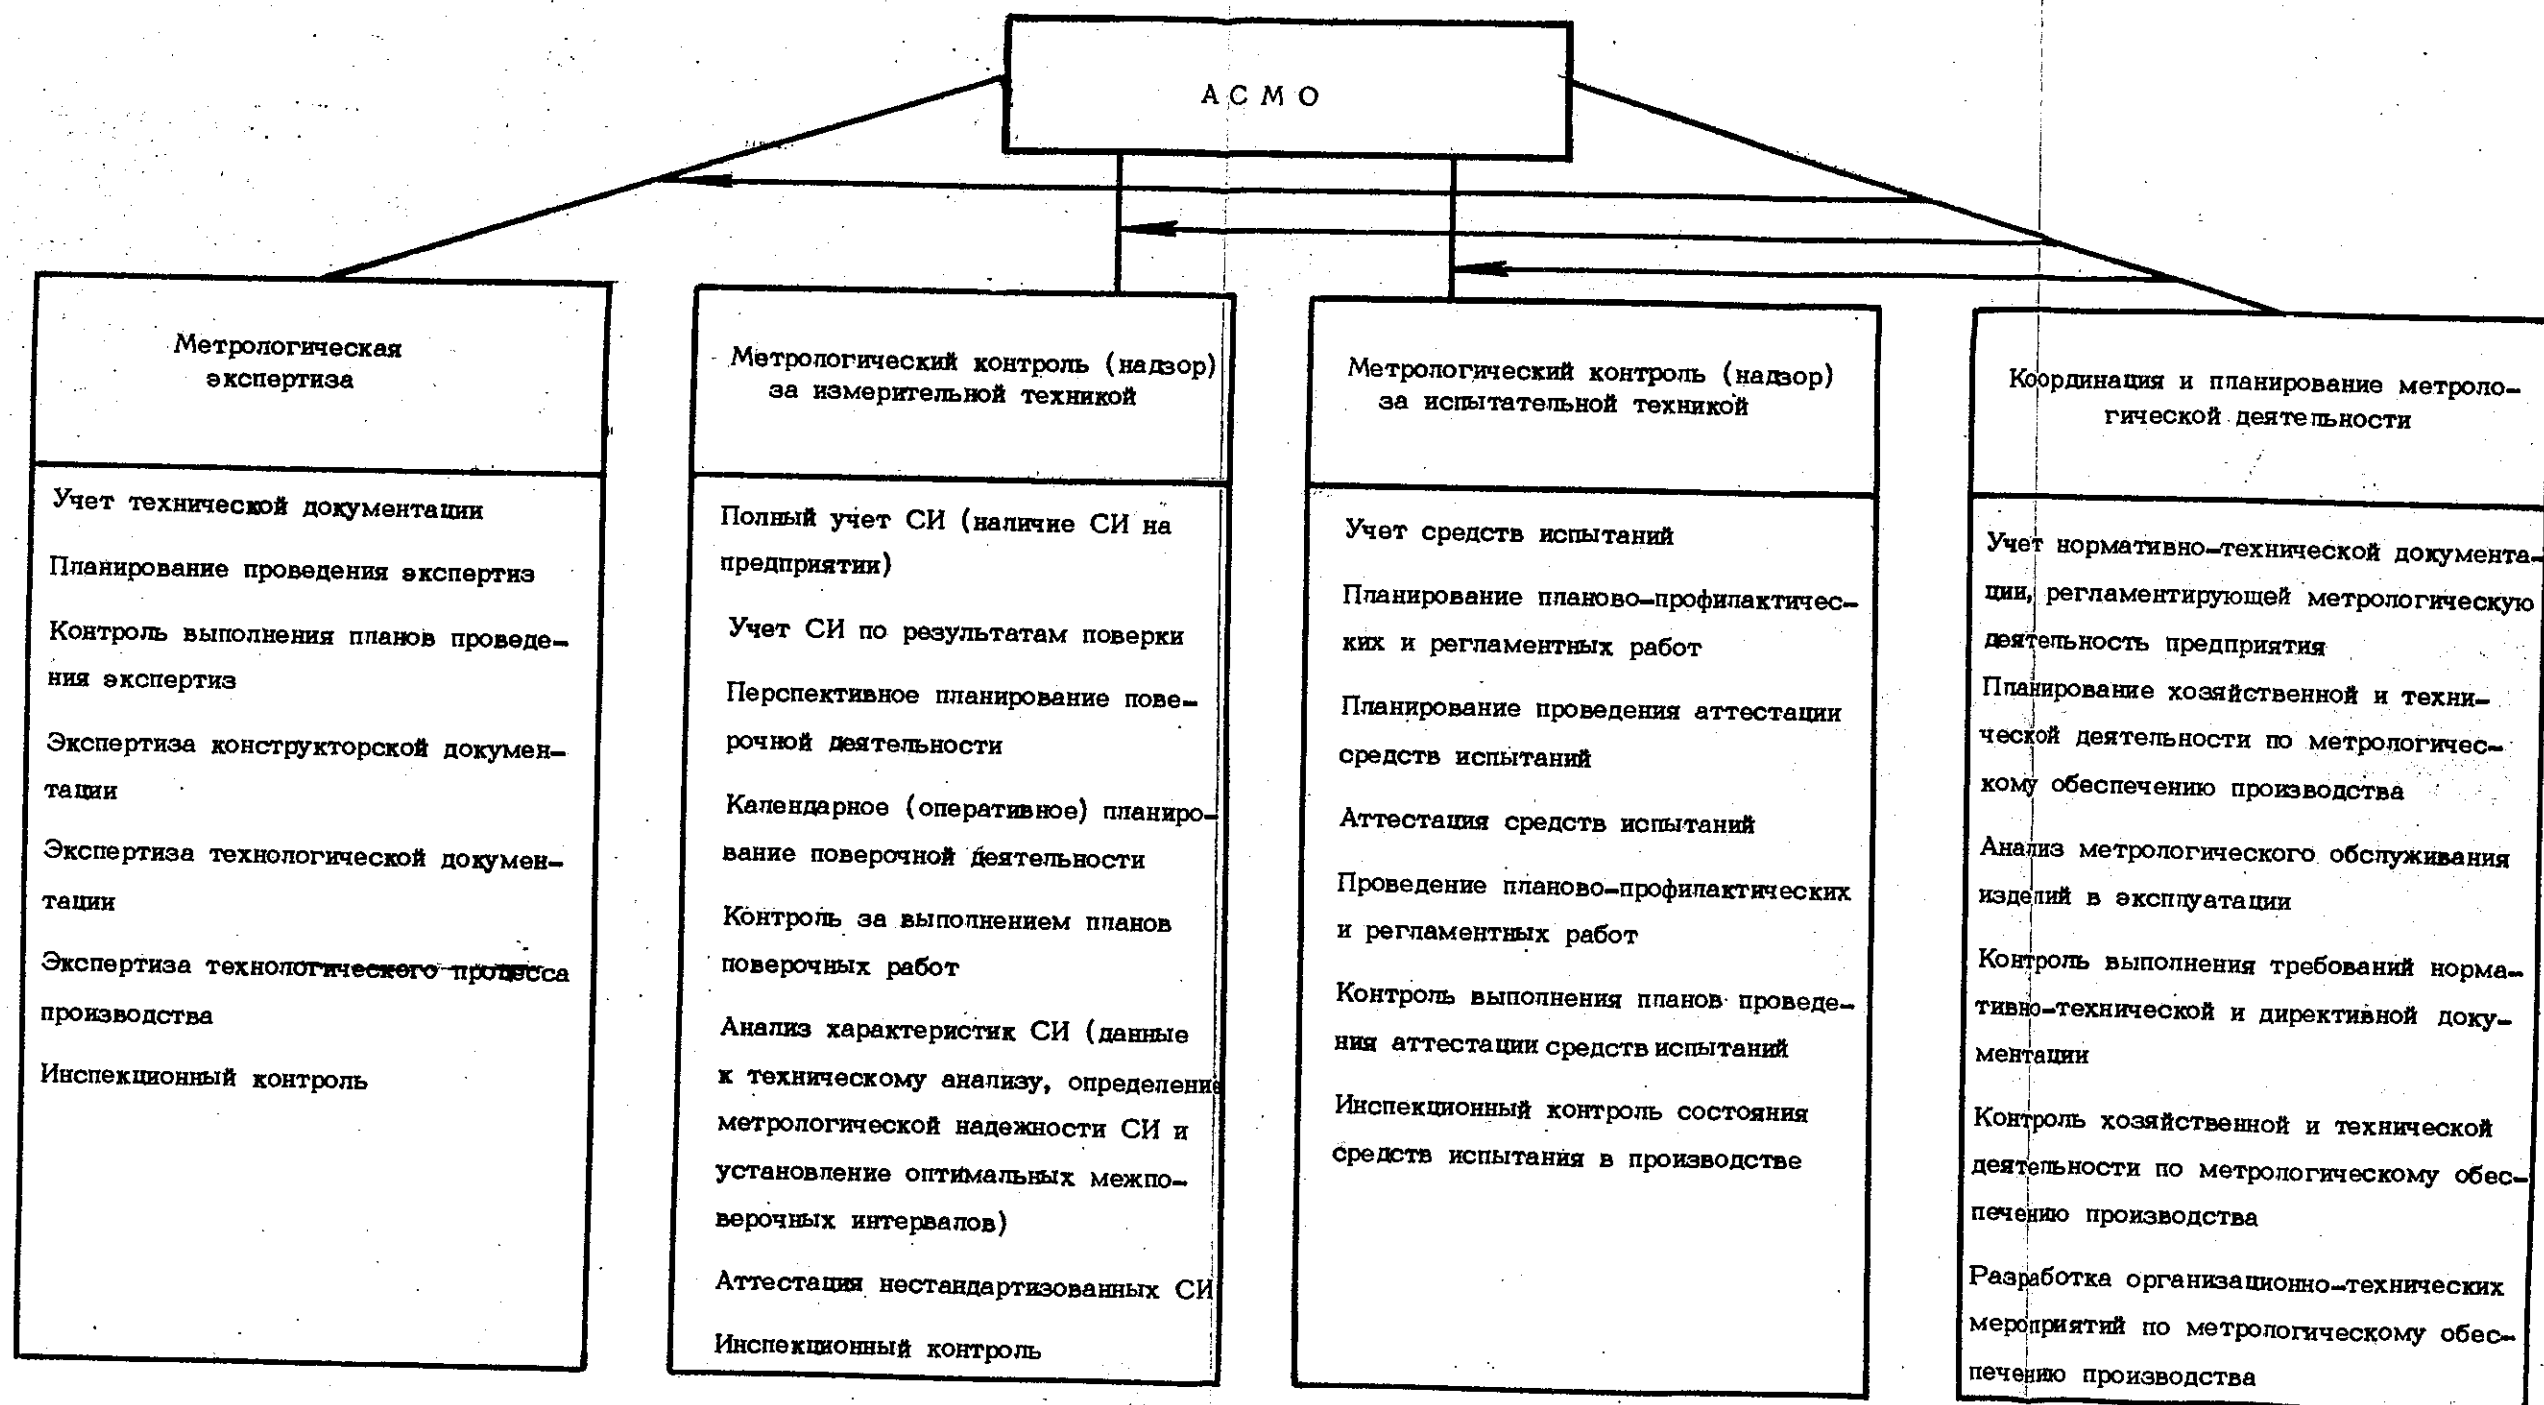 АСМО
Метрологическая
экспертиза
Учет технической документации
Планирование проведения экспертиз
Контроль выполнения планов проведе-
ния экспертиз
Экспертиза конструкторской докумен-
тации
Экспертиза технологической докумен-
тации
Экспертиза технологического процесса
производства
Инспекционный контроль
Метрологический контроль (надзор)
за измерительной техникой
Полный учет СИ (наличие СИ на
предприятии)
Учет СИ по результатам поверки
Перспективное планирование пове-
рочной деятельности
Календарное (оперативное) планиро-
вание поверочной деятельности
Контроль за выполнением планов
поверочных работ
Анализ характеристик СИ (данные
к техническому анализу, определение
метрологической надежности СИ и
установление оптимальных межпо-
верочных интервалов)
Аттестация нестандартизованных СИ
Инспекционный контроль
Метрологический контроль (надзор)
за испытательной техникой
Учет средств испытаний
Планирование планово-профилактичес-
ких и регламентных работ
Планирование проведения аттестации
средств испытаний
Аттестация средств испытаний
Проведение планово-профилактических
и регламентных работ
Контроль выполнения планов проведе-
ния аттестации средств испытаний
Инспекционный контроль состояния
средств испытания в производстве
Координация и планирование метроло-
гической деятельности
Учет нормативно-технической документа-
ции, регламентирующей метрологическую
деятельность предприятия
Планирование хозяйственной и техни-
ческой деятельности по метрологичес-
кому обеспечению производства
Анализ метрологического обслуживания
изделий в эксплуатации
Контроль выполнения требований норма-
тивно-технической и директивной доку-
ментации
Контроль хозяйственной и технической
деятельности по метрологическому обес-
печению производства
Разработка организационно-технических
мероприятий по метрологическому обес-
печению производства